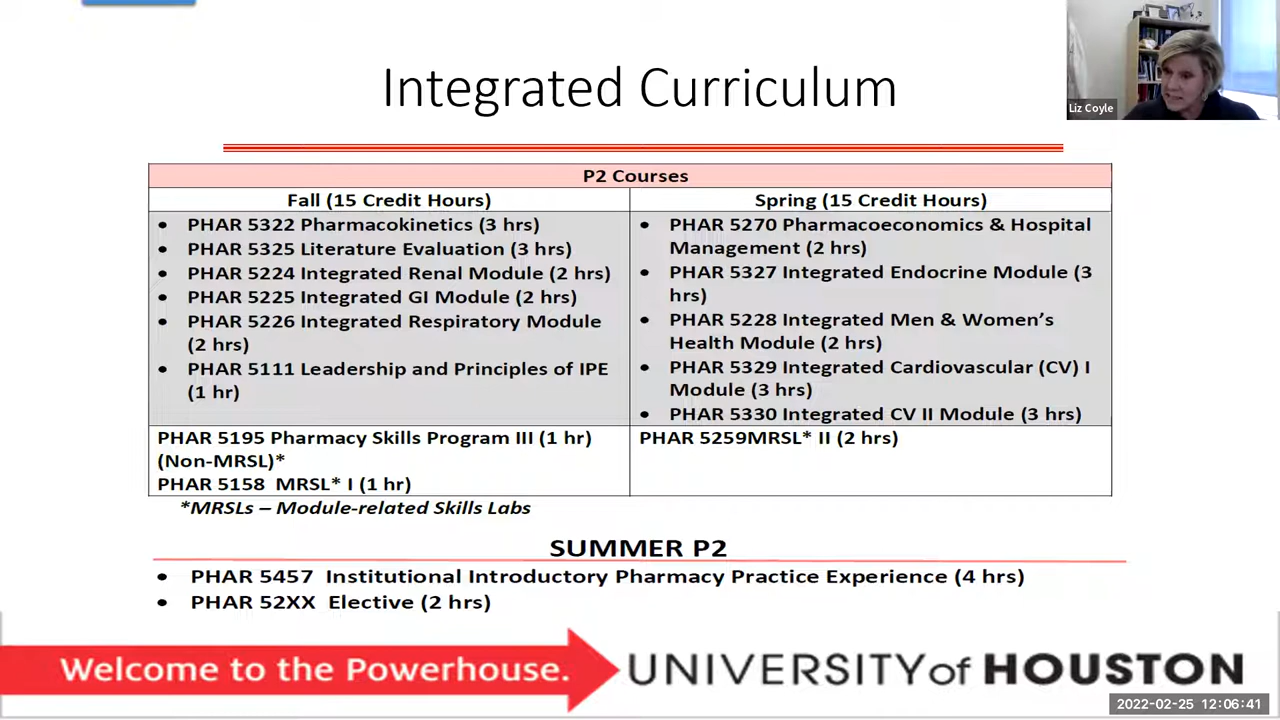 Integrated Curriculum
Liz Coyle
P2 Courses
Fall (15 Credit Hours)
• PHAR 5322 Pharmacokinetics (3 hrs)
• PHAR 5325 Literature Evaluation (3 hrs)
• PHAR 5224 Integrated Renal Module (2 hrs)
• PHAR 5225 Integrated GI Module (2 hrs)
• PHAR 5226 Integrated Respiratory Module
(2 hrs)
• PHAR 5111 Leadership and Principles of IPE
(1 hr)
PHAR 5195 Pharmacy Skills Program III (1 hr)
(Non-MRSL)*
PHAR 5158 MRSL* I (1 hr)
Spring (15 Credit Hours)
• PHAR 5270 Pharmacoeconomics & Hospital
Management (2 hrs)
• PHAR 5327 Integrated Endocrine Module (3
hrs)
• PHAR 5228 Integrated Men & Women’s
Health Module (2 hrs)
• PHAR 5329 Integrated Cardiovascular (CV) I
Module (3 hrs)
• PHAR 5330 Integrated CV II Module (3 hrs)
PHAR 5259MRSL* II (2 hrs)
*MRSLs – Module-related Skills Labs
SUMMER P2
• PHAR 5457 Institutional Introductory Pharmacy Practice Experience (4 hrs)
• PHAR 52XX Elective (2 hrs)
Welcome to the Powerhouse.
UNIVERSITY of HOUSTON
2022-02-25 12:06:41